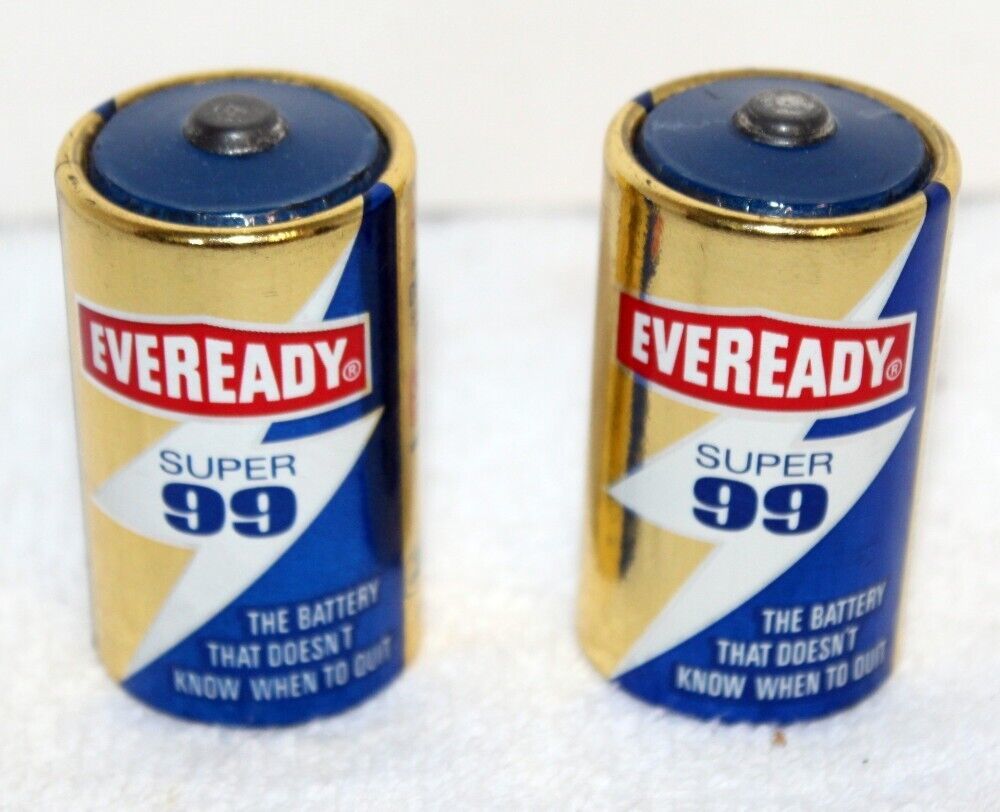 EVEREADY®
SUPER
99
THE BATTERY
THAT DOESN'T
KNOW WHEN TO QUIT
EVEREADY®
SUPER
99
THE BATTERY
THAT DOESN'T
KNOW WHEN TO QUIT